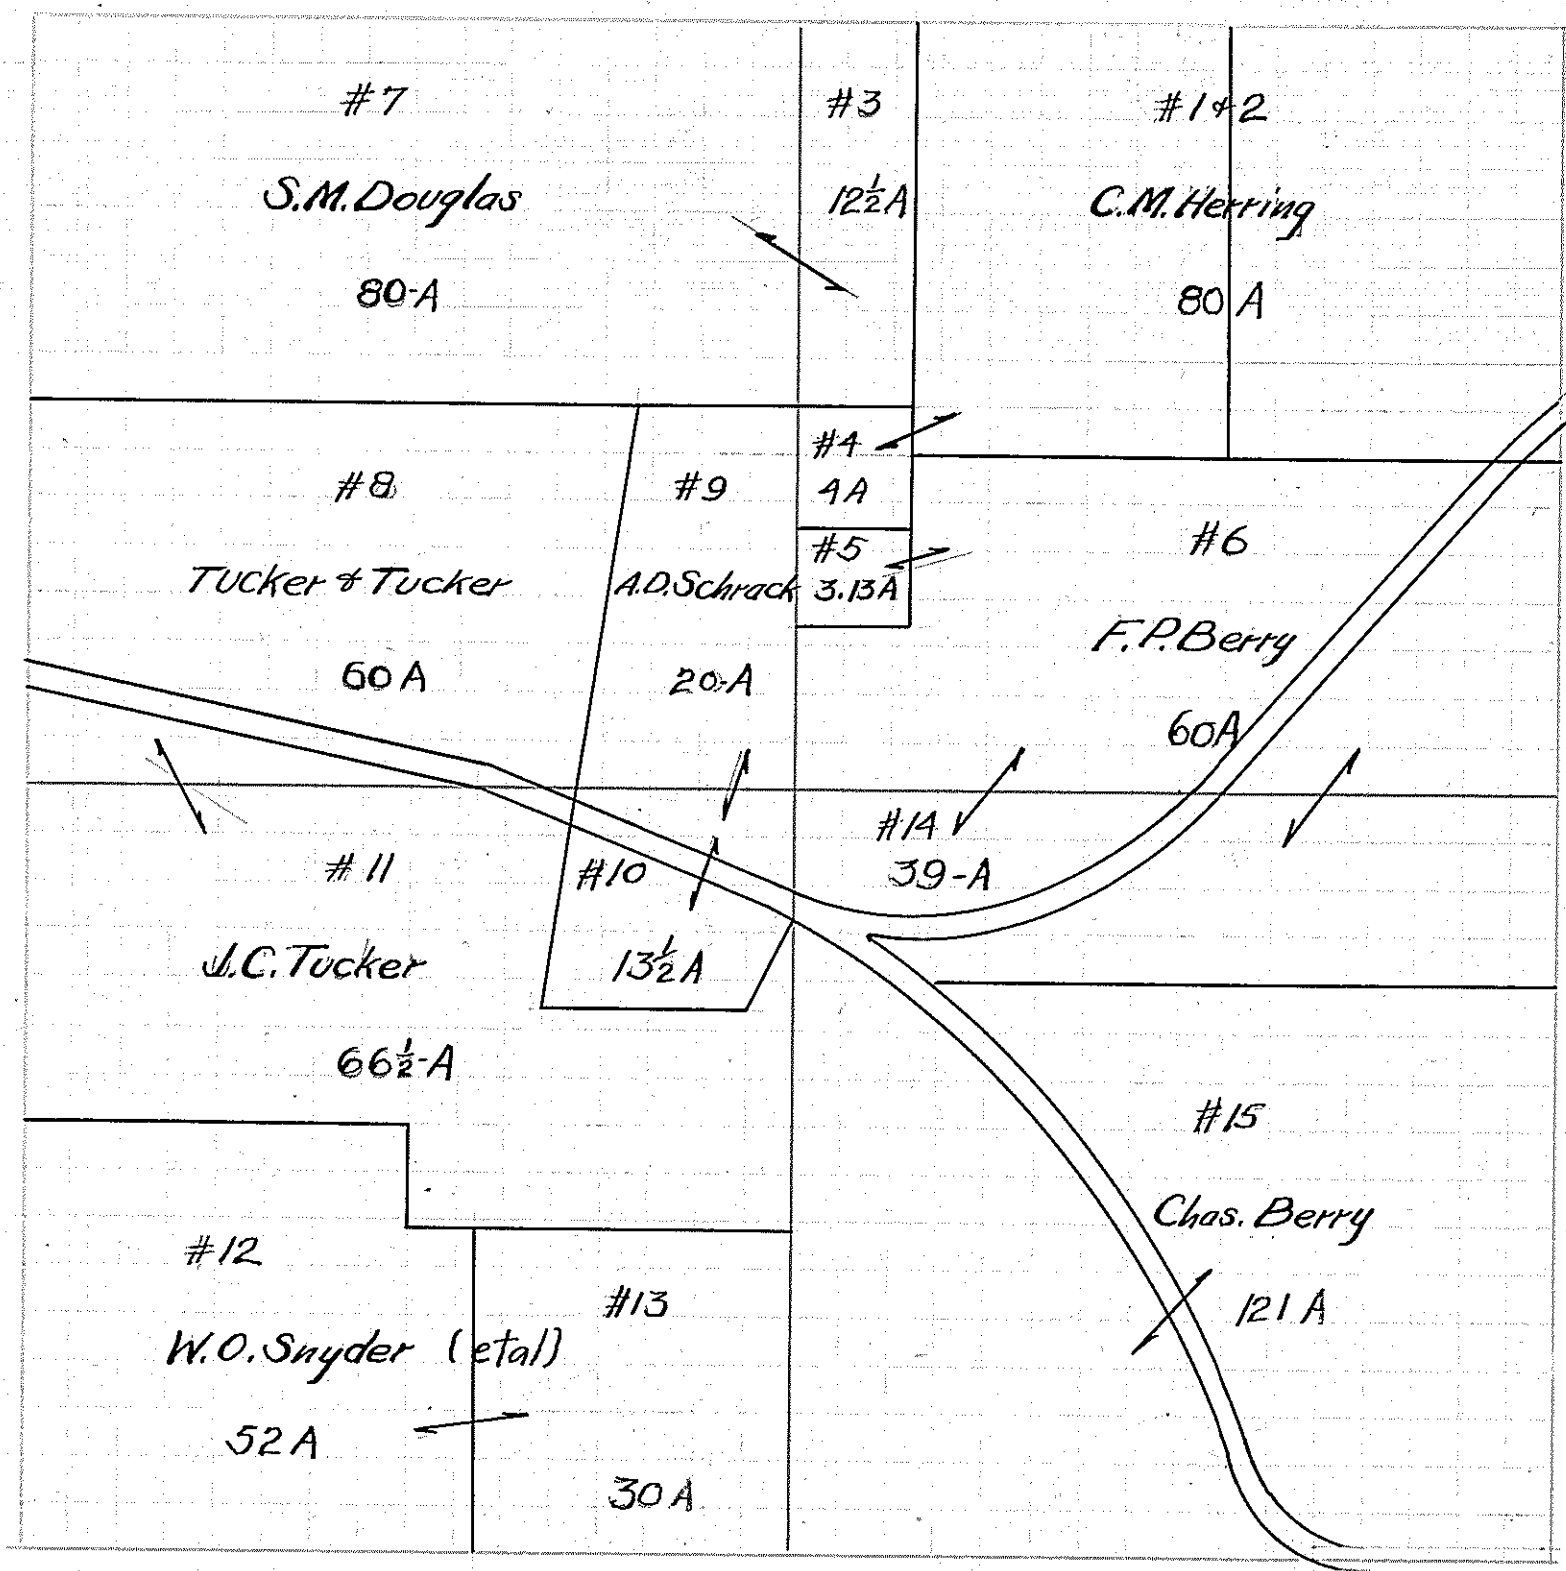 #7
S.M. Douglas
80-A
#3
12½A
#1&2
C.M. Herring
80 A
#8
Tucker & Tucker
60 A
#9
A.D. Schrack
20-A
#4
4A
#5
3.13A
#6
F.P. Berry
60A
#11
J.C. Tucker
66½-A
#10
13½A
#14
39-A
#12
W.O. Snyder (etal)
52 A
#13
30 A
#15
Chas. Berry
121 A